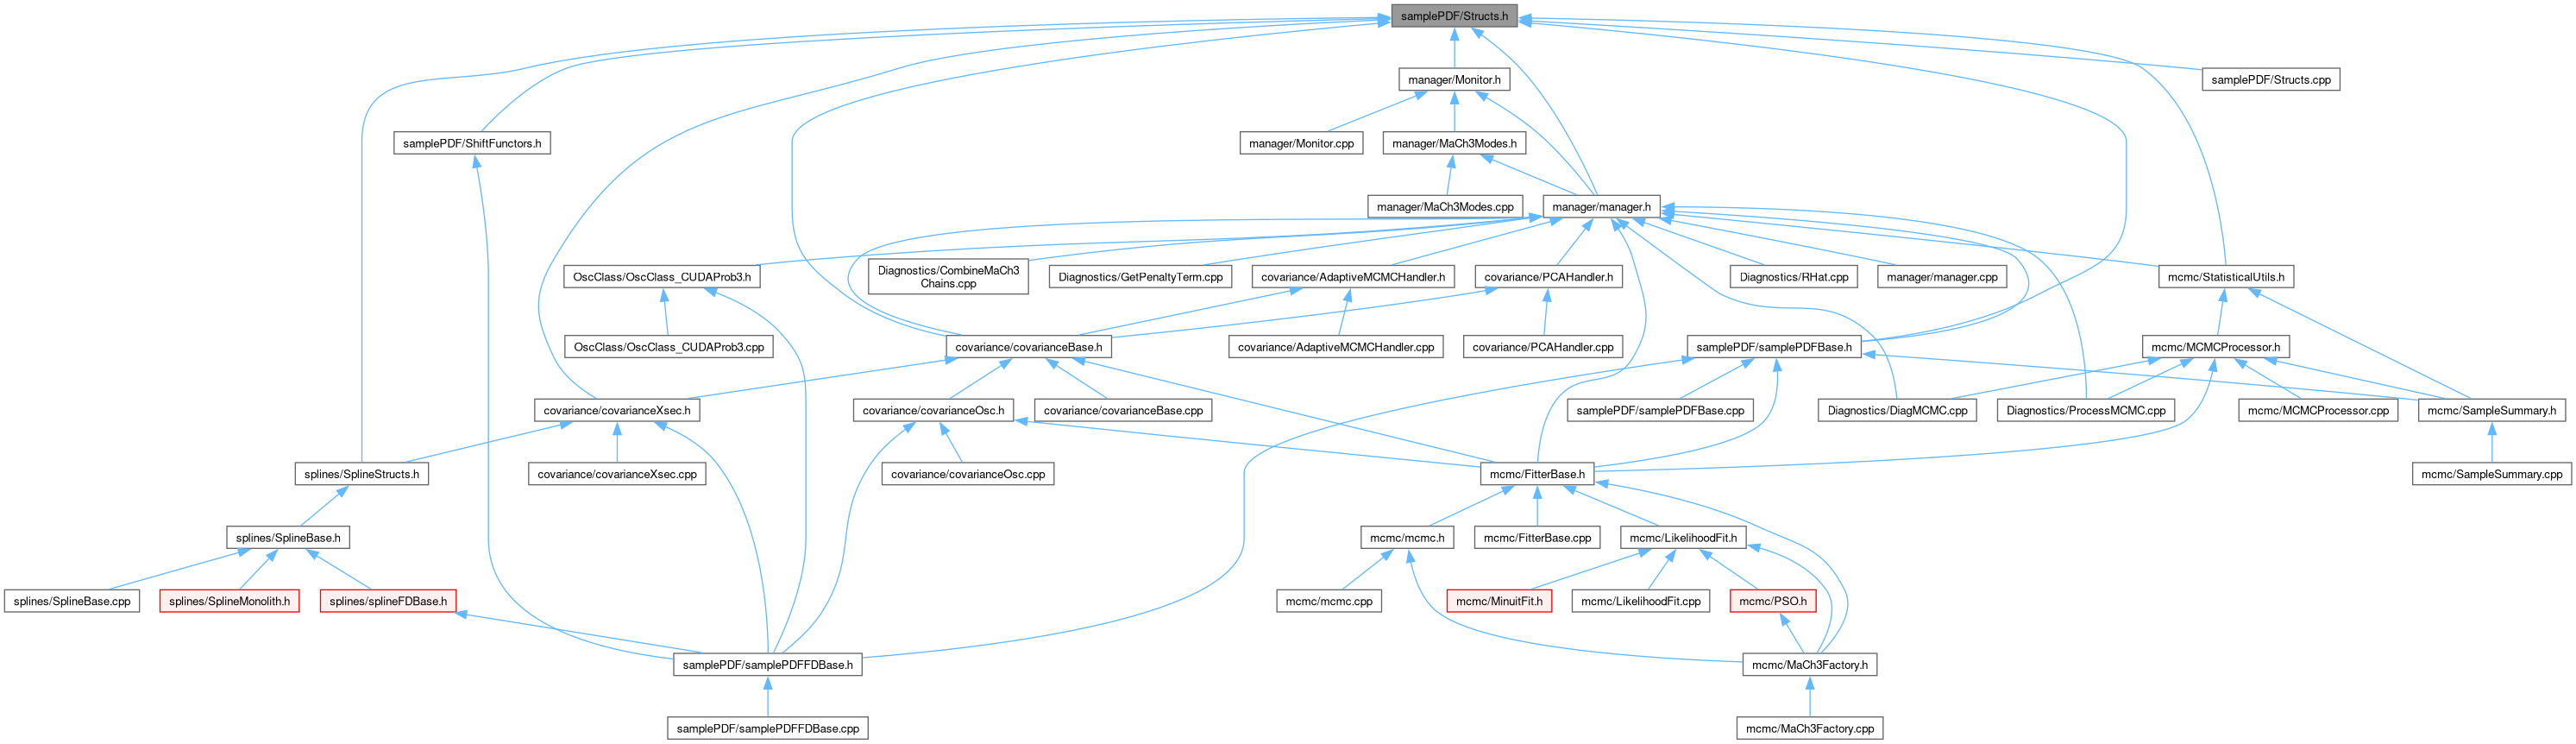 samplePDF/Structs.h
manager/Monitor.h
samplePDF/Structs.cpp
samplePDF/ShiftFunctors.h
manager/Monitor.cpp
manager/MaCh3Modes.h
manager/MaCh3Modes.cpp
manager/manager.h
OscClass/OscClass_CUDAProb3.h
Diagnostics/CombineMaCh3
Chains.cpp
Diagnostics/GetPenaltyTerm.cpp
covariance/AdaptiveMCMCHandler.h
covariance/PCAHandler.h
Diagnostics/RHat.cpp
manager/manager.cpp
mcmc/StatisticalUtils.h
OscClass/OscClass_CUDAProb3.cpp
covariance/covarianceBase.h
covariance/AdaptiveMCMCHandler.cpp
covariance/PCAHandler.cpp
samplePDF/samplePDFBase.h
mcmc/MCMCProcessor.h
covariance/covarianceXsec.h
covariance/covarianceOsc.h
covariance/covarianceBase.cpp
samplePDF/samplePDFBase.cpp
Diagnostics/DiagMCMC.cpp
Diagnostics/ProcessMCMC.cpp
mcmc/MCMCProcessor.cpp
mcmc/SampleSummary.h
splines/SplineStructs.h
covariance/covarianceXsec.cpp
covariance/covarianceOsc.cpp
mcmc/FitterBase.h
mcmc/SampleSummary.cpp
splines/SplineBase.h
mcmc/mcmc.h
mcmc/FitterBase.cpp
mcmc/LikelihoodFit.h
splines/SplineBase.cpp
splines/SplineMonolith.h
splines/splineFDBase.h
mcmc/mcmc.cpp
mcmc/MinuitFit.h
mcmc/LikelihoodFit.cpp
mcmc/PSO.h
samplePDF/samplePDFFDBase.h
mcmc/MaCh3Factory.h
samplePDF/samplePDFFDBase.cpp
mcmc/MaCh3Factory.cpp